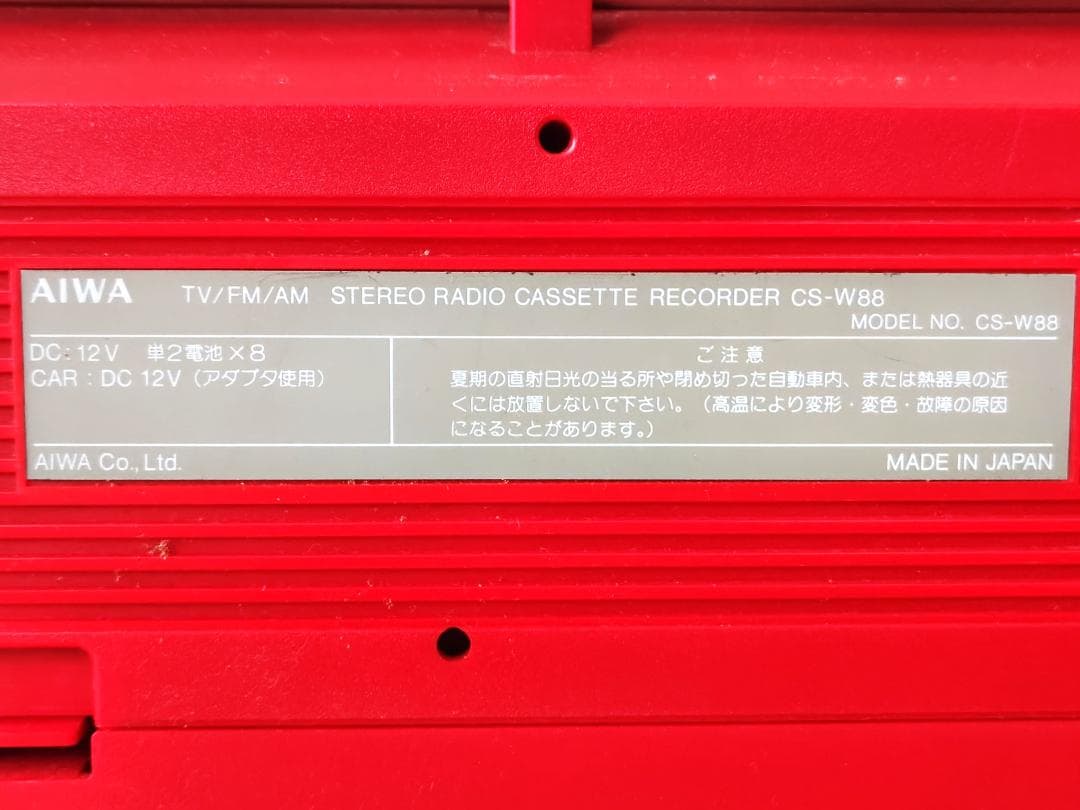 AIWA TV/FM/AM STEREO RADIO CASSETTE RECORDER CS-W88
MODEL NO. CS-W88
DC: 12V 単2電池×8
CAR : DC 12V (アダプタ使用)
ご注意
夏期の直射日光の当る所や閉め切った自動車内、または熱器具の近
くには放置しないで下さい。(高温により変形・変色・故障の原因
になることがあります。)
AIWA Co., Ltd.
MADE IN JAPAN